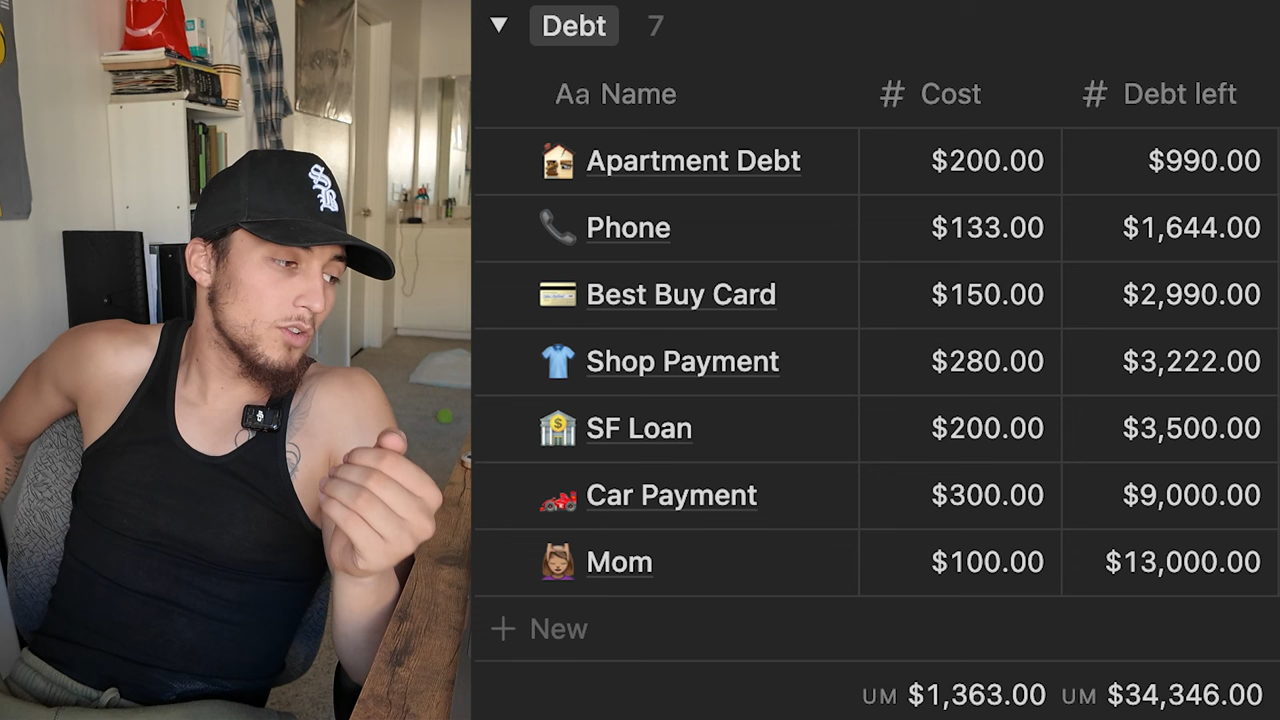 Debt 7
Aa Name # Cost # Debt left
Apartment Debt $200.00 $990.00
Phone $133.00 $1,644.00
Best Buy Card $150.00 $2,990.00
Shop Payment $280.00 $3,222.00
SF Loan $200.00 $3,500.00
Car Payment $300.00 $9,000.00
Mom $100.00 $13,000.00
+ New
UM $1,363.00 UM $34,346.00
SB